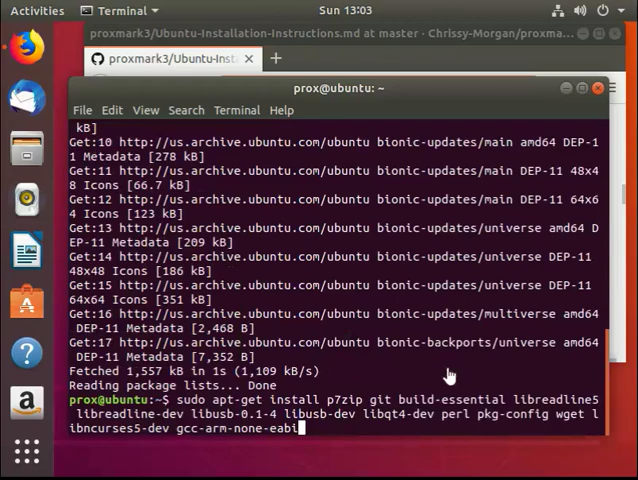 Activities Terminal Sun 13:03
proxmark3/Ubuntu-Installation-Instructions.md at master · Chrissy-Morgan/proxma...
proxmark3/Ubuntu-Inst
prox@ubuntu: ~
File Edit View Search Terminal Help
kB]
Get:10 http://us.archive.ubuntu.com/ubuntu bionic-updates/main amd64 DEP-1
1 Metadata [278 kB]
Get:11 http://us.archive.ubuntu.com/ubuntu bionic-updates/main DEP-11 48x4
8 Icons [66.7 kB]
Get:12 http://us.archive.ubuntu.com/ubuntu bionic-updates/main DEP-11 64x6
4 Icons [123 kB]
Get:13 http://us.archive.ubuntu.com/ubuntu bionic-updates/universe amd64 D
EP-11 Metadata [209 kB]
Get:14 http://us.archive.ubuntu.com/ubuntu bionic-updates/universe DEP-11
48x48 Icons [186 kB]
Get:15 http://us.archive.ubuntu.com/ubuntu bionic-updates/universe DEP-11
64x64 Icons [351 kB]
Get:16 http://us.archive.ubuntu.com/ubuntu bionic-updates/multiverse amd64
DEP-11 Metadata [2,468 B]
Get:17 http://us.archive.ubuntu.com/ubuntu bionic-backports/universe amd64
DEP-11 Metadata [7,352 B]
Fetched 1,557 kB in 1s (1,109 kB/s)
Reading package lists... Done
prox@ubuntu:~$ sudo apt-get install p7zip git build-essential libreadline5
libreadline-dev libusb-0.1-4 libusb-dev libqt4-dev perl pkg-config wget l
ibncurses5-dev gcc-arm-none-eabi